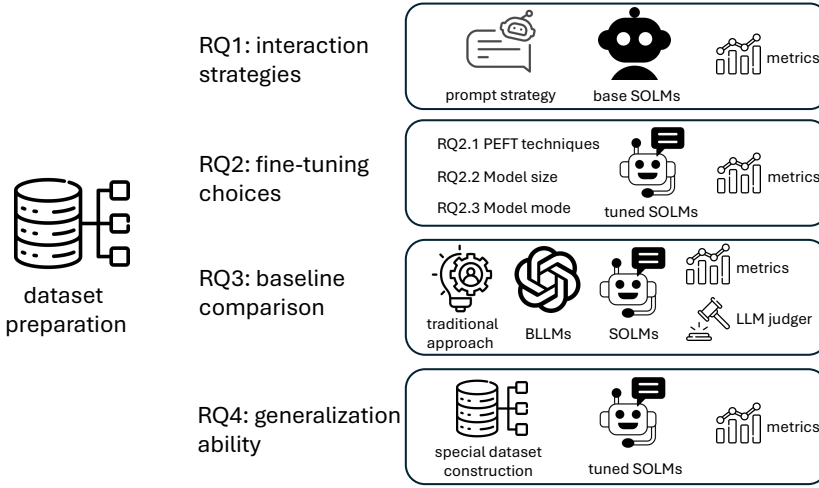 dataset
preparation
RQ1: interaction
strategies
prompt strategy
base SOLMs
metrics
RQ2: fine-tuning
choices
RQ2.1 PEFT techniques
RQ2.2 Model size
RQ2.3 Model mode
tuned SOLMs
metrics
RQ3: baseline
comparison
traditional
approach
BLLMs
SOLMs
metrics
LLM judger
RQ4: generalization
ability
special dataset
construction
tuned SOLMs
metrics